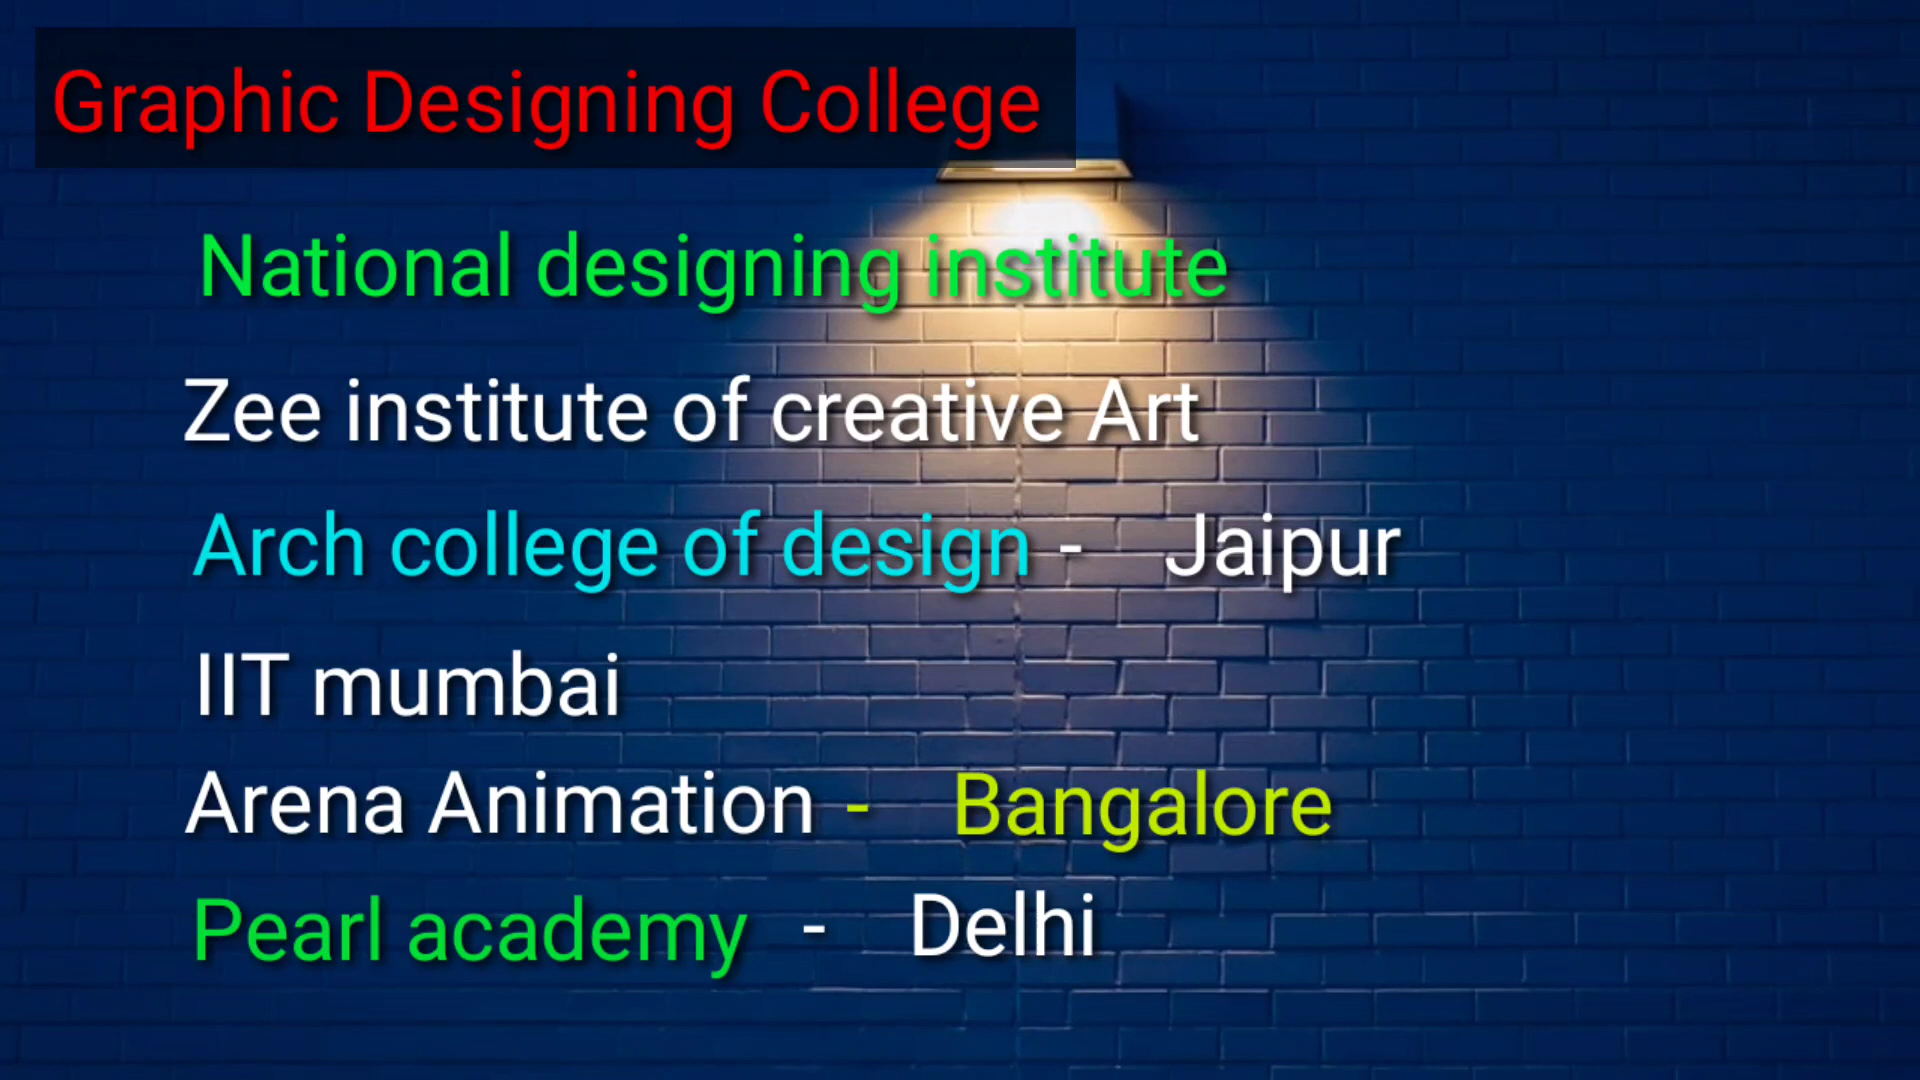 Graphic Designing College
National designing institute
Zee institute of creative Art
Arch college of design - Jaipur
IIT mumbai
Arena Animation - Bangalore
Pearl academy - Delhi